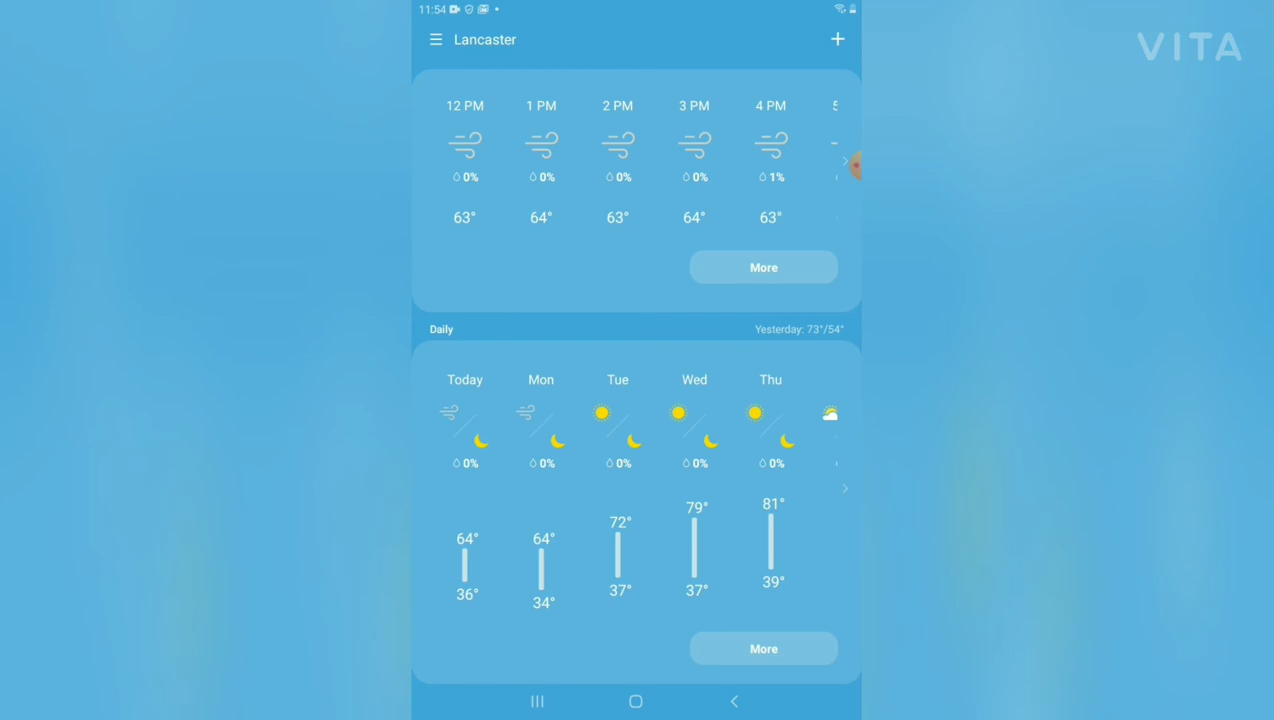 11:54
VITA
Lancaster
12 PM 1 PM 2 PM 3 PM 4 PM 5
0% 0% 0% 0% 1%
63° 64° 63° 64° 63°
More
Daily Yesterday: 73°/54°
Today Mon Tue Wed Thu
0% 0% 0% 0% 0%
64° 64° 72° 79° 81°
36° 34° 37° 37° 39°
More